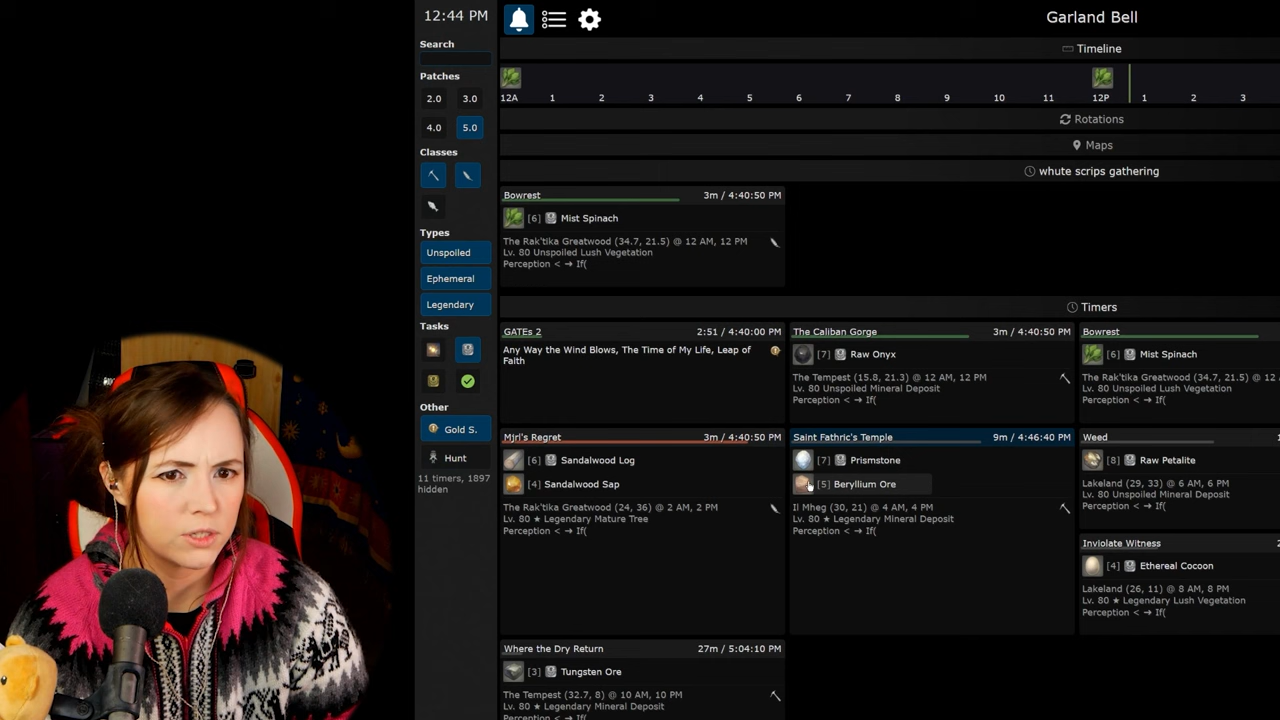 12:44 PM
Garland Bell
Search
Timeline
Patches
2.0 3.0
4.0 5.0
12A 1 2 3 4 5 6 7 8 9 10 11 12P 1 2 3
Rotations
Maps
Classes
whute scrips gathering
Bowrest 3m / 4:40:50 PM
[6] Mist Spinach
The Rak'tika Greatwood (34.7, 21.5) @ 12 AM, 12 PM
Lv. 80 Unspoiled Lush Vegetation
Perception < → If(
Types
Unspoiled
Ephemeral
Legendary
Timers
Tasks
GATEs 2 2:51 / 4:40:00 PM
Any Way the Wind Blows, The Time of My Life, Leap of
Faith
The Caliban Gorge 3m / 4:40:50 PM
[7] Raw Onyx
The Tempest (15.8, 21.3) @ 12 AM, 12 PM
Lv. 80 Unspoiled Mineral Deposit
Perception < → If(
Bowrest
[6] Mist Spinach
The Rak'tika Greatwood (34.7, 21.5) @ 12
Lv. 80 Unspoiled Lush Vegetation
Perception < → If(
Other
Gold S.
Hunt
11 timers, 1897
hidden
Mjrl's Regret 3m / 4:40:50 PM
[6] Sandalwood Log
[4] Sandalwood Sap
The Rak'tika Greatwood (24, 36) @ 2 AM, 2 PM
Lv. 80 ★ Legendary Mature Tree
Perception < → If(
Saint Fathric's Temple 9m / 4:46:40 PM
[7] Prismstone
[5] Beryllium Ore
Il Mheg (30, 21) @ 4 AM, 4 PM
Lv. 80 ★ Legendary Mineral Deposit
Perception < → If(
Weed 1
[8] Raw Petalite
Lakeland (29, 33) @ 6 AM, 6 PM
Lv. 80 Unspoiled Mineral Deposit
Perception < → If(
Inviolate Witness 2
[4] Ethereal Cocoon
Lakeland (26, 11) @ 8 AM, 8 PM
Lv. 80 ★ Legendary Lush Vegetation
Perception < → If(
Where the Dry Return 27m / 5:04:10 PM
[3] Tungsten Ore
The Tempest (32.7, 8) @ 10 AM, 10 PM
Lv. 80 ★ Legendary Mineral Deposit
Perception < → If(